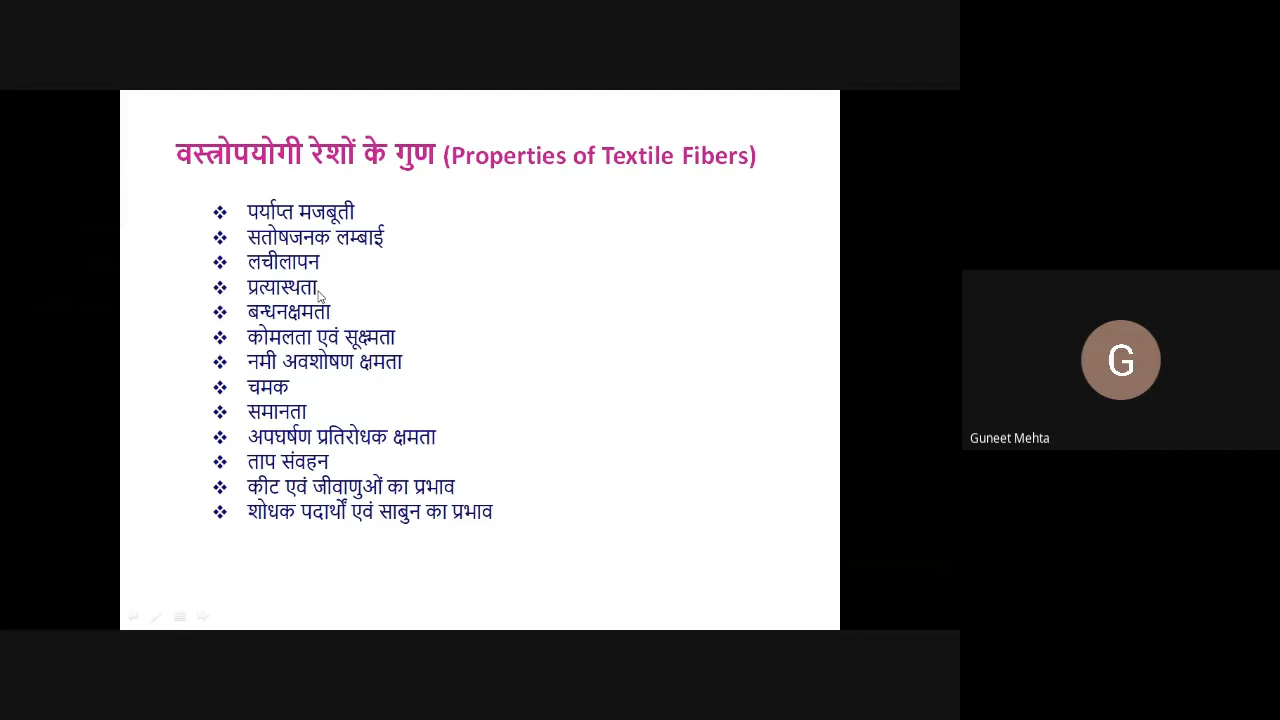 वस्त्रोपयोगी रेशों के गुण (Properties of Textile Fibers)
❖ पर्याप्त मजबूती
❖ सतोषजनक लम्बाई
❖ लचीलापन
❖ प्रत्यास्थता
❖ बन्धनक्षमता
❖ कोमलता एवं सूक्ष्मता
❖ नमी अवशोषण क्षमता
❖ चमक
❖ समानता
❖ अपघर्षण प्रतिरोधक क्षमता
❖ ताप संवहन
❖ कीट एवं जीवाणुओं का प्रभाव
❖ शोधक पदार्थों एवं साबुन का प्रभाव
G
Guneet Mehta